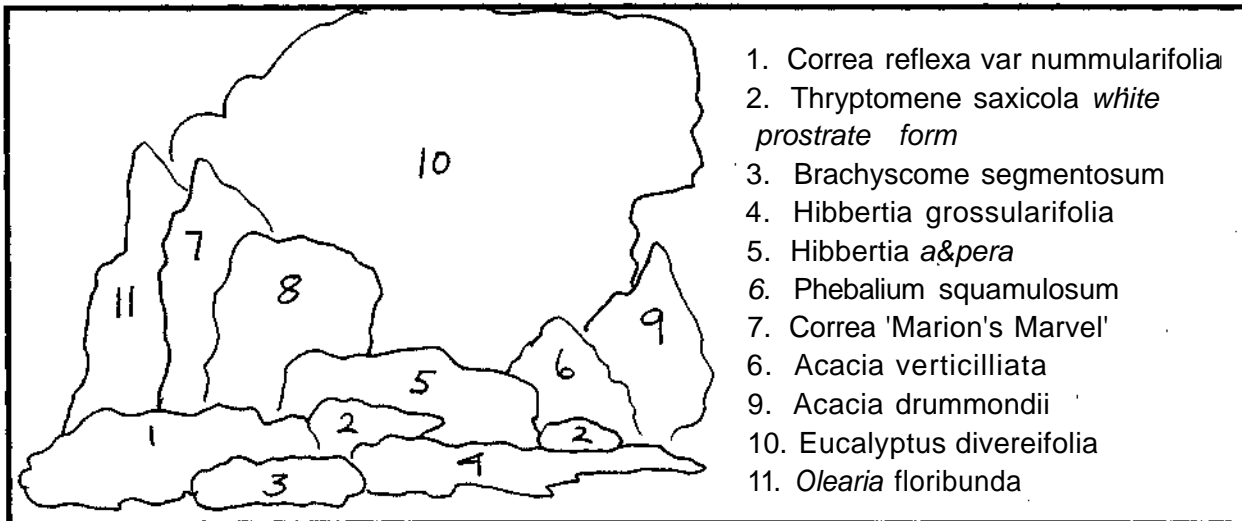 1. Correa reflexa var nummularifolia
2. Thryptomene saxicola white
prostrate form
3. Brachyscome segmentosum
4. Hibbertia grossularifolia
5. Hibbertia a&pera
6. Phebalium squamulosum
7. Correa 'Marion's Marvel'
6. Acacia verticilliata
9. Acacia drummondii
10. Eucalyptus divereifolia
11. Olearia floribunda
10
7
8
11
9
6
5
2
2
1
4
3